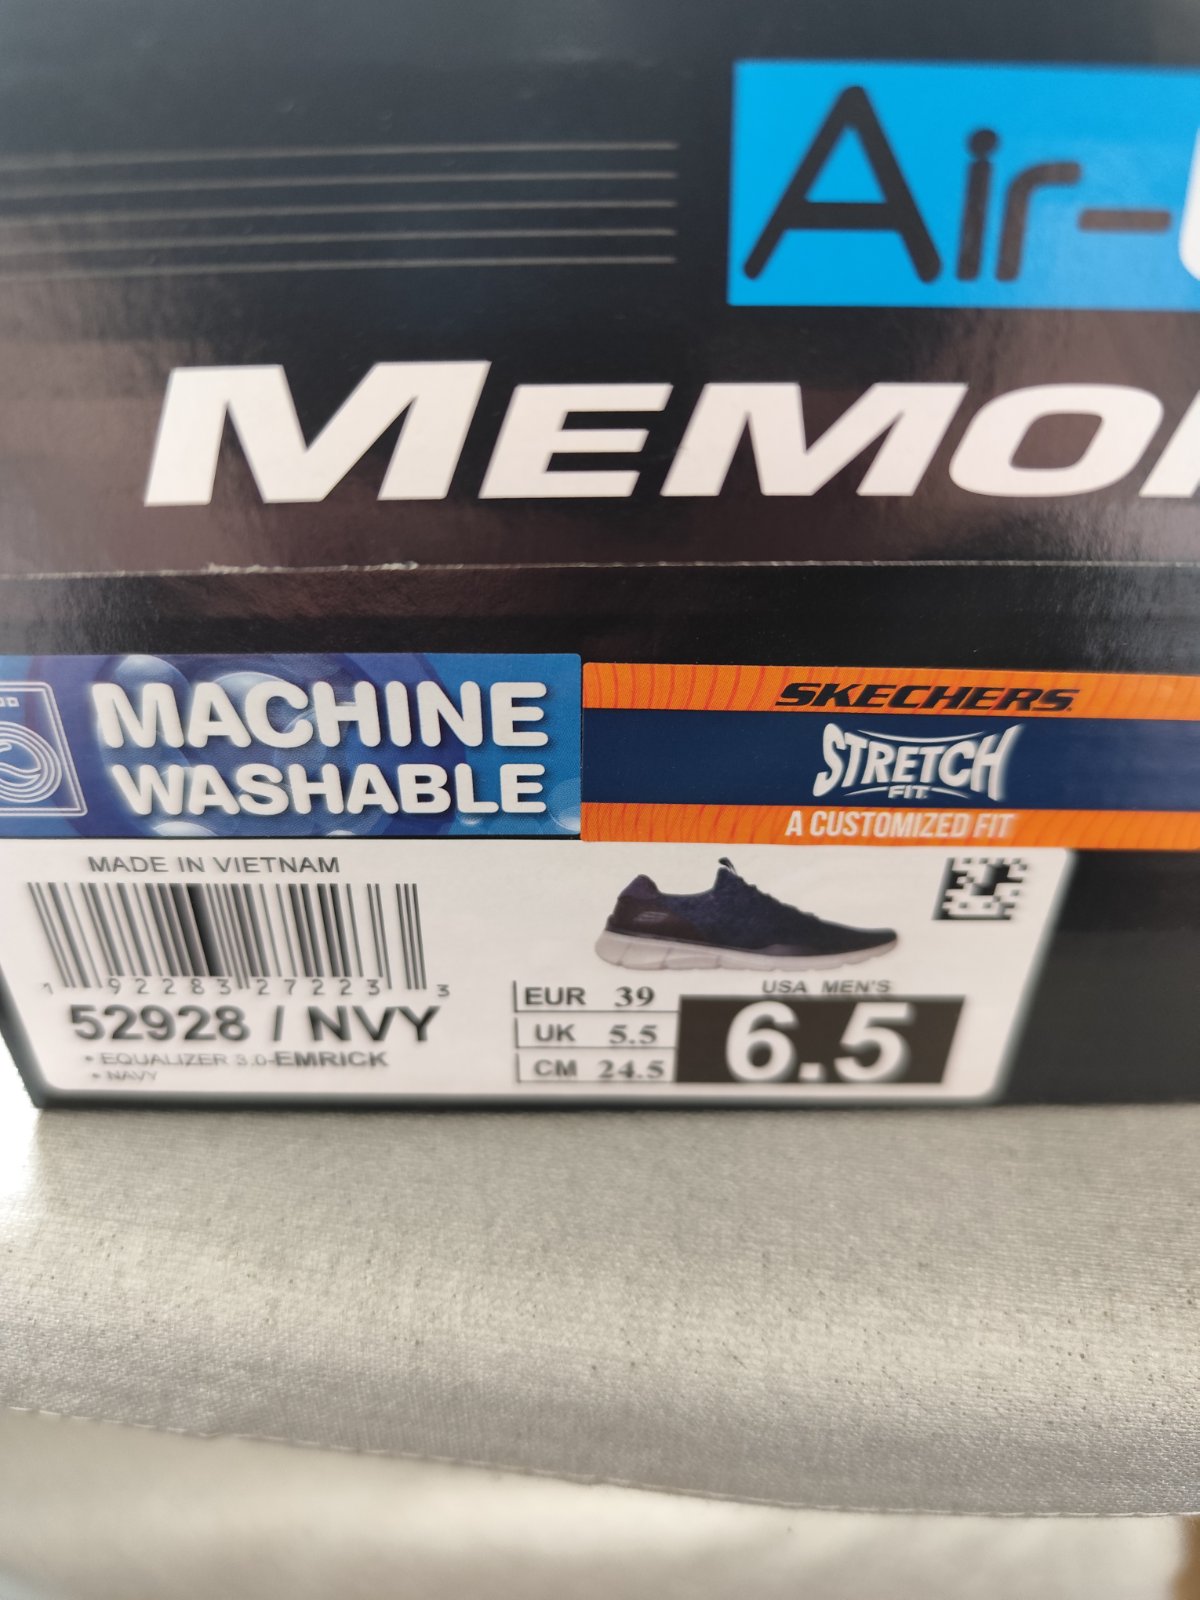 Air-
MEMO
MACHINE
WASHABLE
SKECHERS
STRETCH
FIT
A CUSTOMIZED FIT
MADE IN VIETNAM
1 92283 27223 3
52928 / NVY
• EQUALIZER 3.0-EMRICK
• NAVY
EUR 39
UK 5.5
CM 24.5
USA MEN'S
6.5